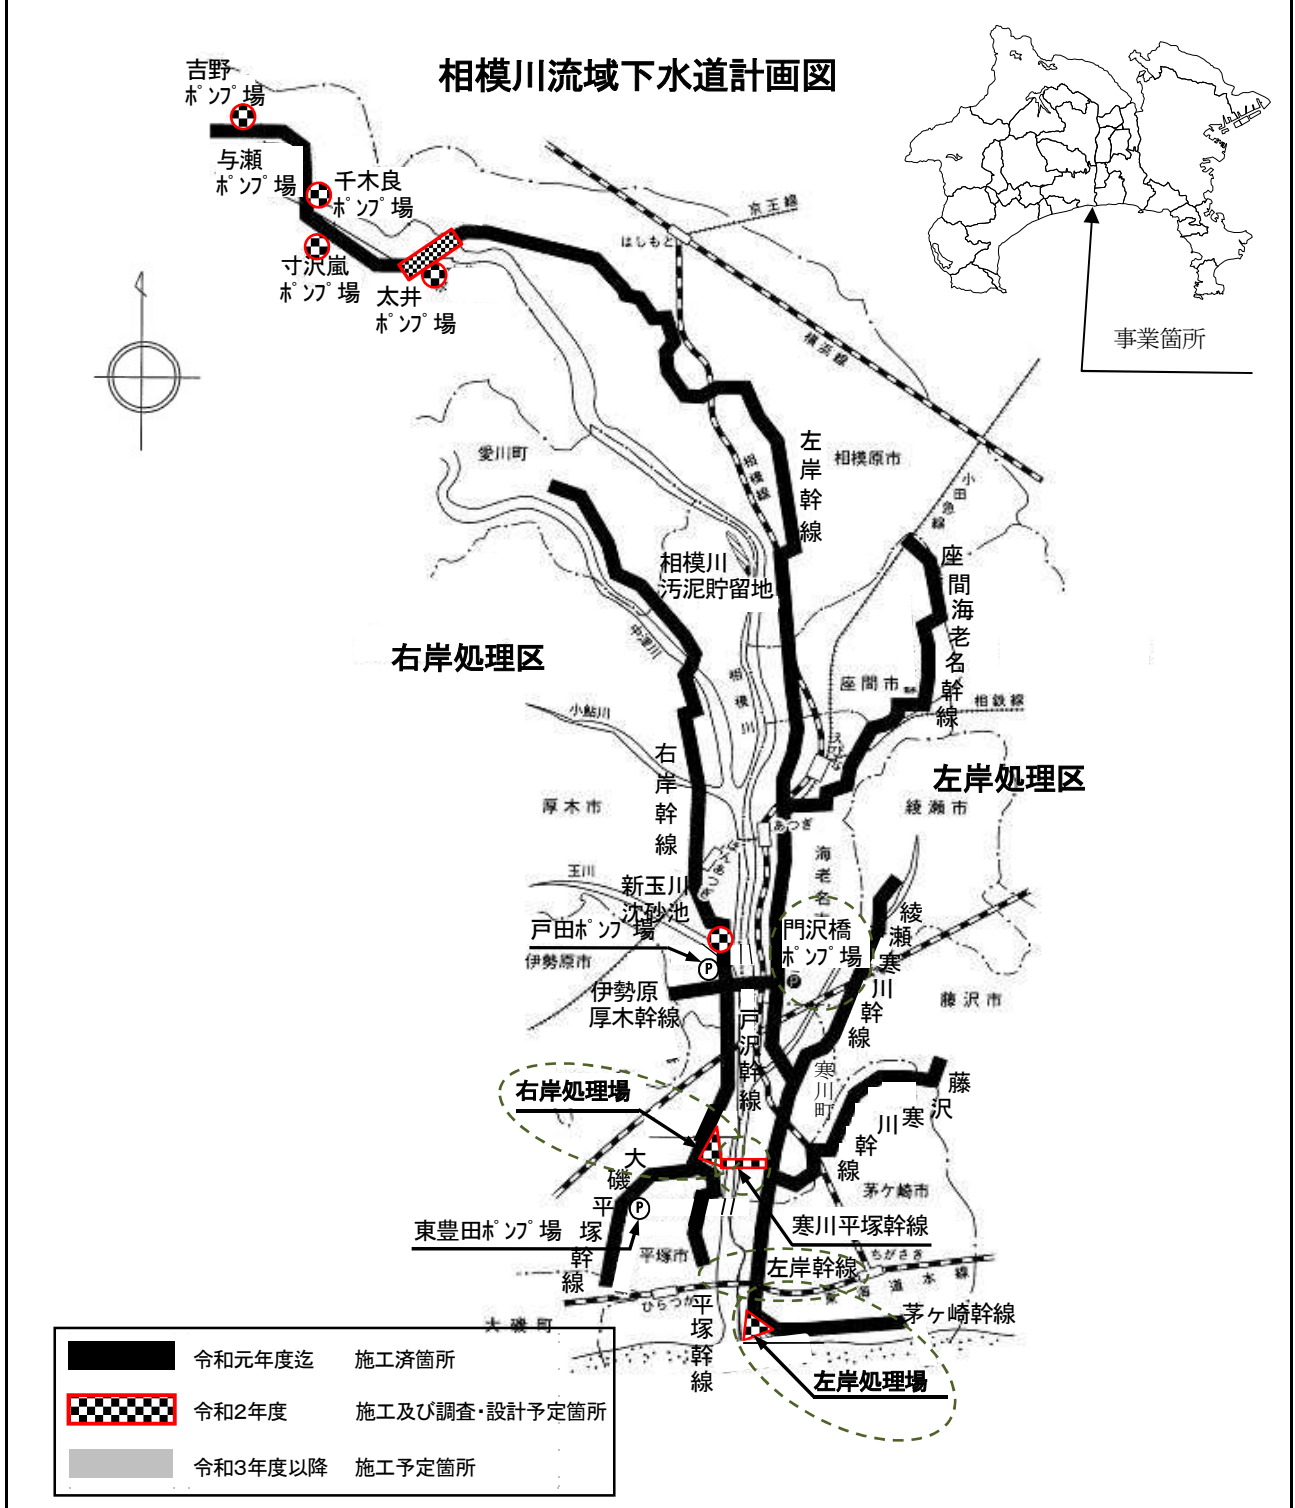 相模川流域下水道計画図
吉野
ﾎﾟﾝﾌﾟ場
与瀬
ﾎﾟﾝﾌﾟ場
千木良
ﾎﾟﾝﾌﾟ場
寸沢嵐
ﾎﾟﾝﾌﾟ場
太井
ﾎﾟﾝﾌﾟ場
京王線
はしもと
横浜線
事業箇所
愛川町
相模線
左岸幹線
相模原市
小田急線
座間海老名幹線
相模川
汚泥貯留地
中津川
右岸処理区
相模川
座間市
相鉄線
小鮎川
えびな
右岸幹線
左岸処理区
厚木市
綾瀬市
あつぎ
ほんあつぎ
海老名市
玉川
新玉川
沈砂池
戸田ﾎﾟﾝﾌﾟ場
P
門沢橋
ﾎﾟﾝﾌﾟ場
P
綾瀬寒川幹線
伊勢原市
伊勢原
厚木幹線
藤沢市
戸沢幹線
寒川町
右岸処理場
藤沢寒川幹線
大磯平塚幹線
茅ケ崎市
P
東豊田ﾎﾟﾝﾌﾟ場
寒川平塚幹線
平塚市
左岸幹線
ちがさき
東海道本線
ひらつか
平塚幹線
茅ヶ崎幹線
大磯町
左岸処理場
令和元年度迄 施工済箇所
令和2年度 施工及び調査・設計予定箇所
令和3年度以降 施工予定箇所